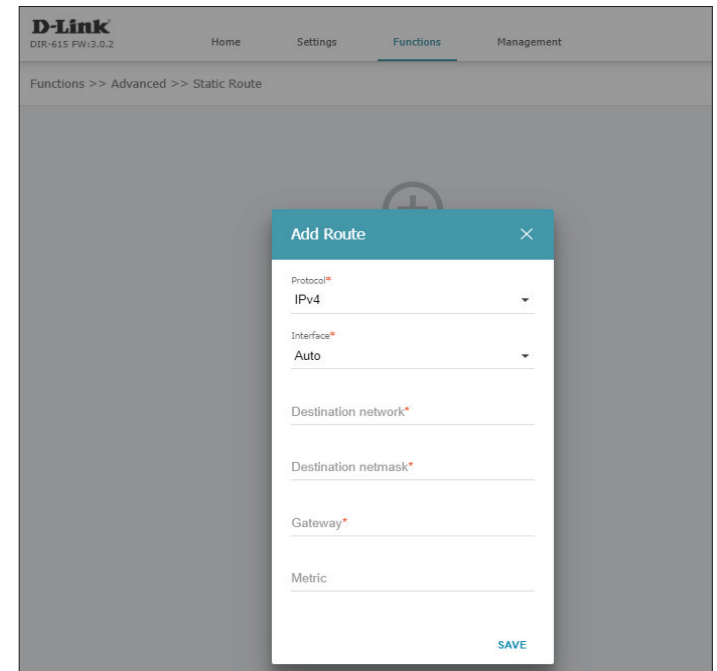 D-Link
DIR-615 FW:3.0.2
Home Settings Functions Management
Functions >> Advanced >> Static Route
Add Route
Protocol*
IPv4
Interface*
Auto
Destination network*
Destination netmask*
Gateway*
Metric
SAVE